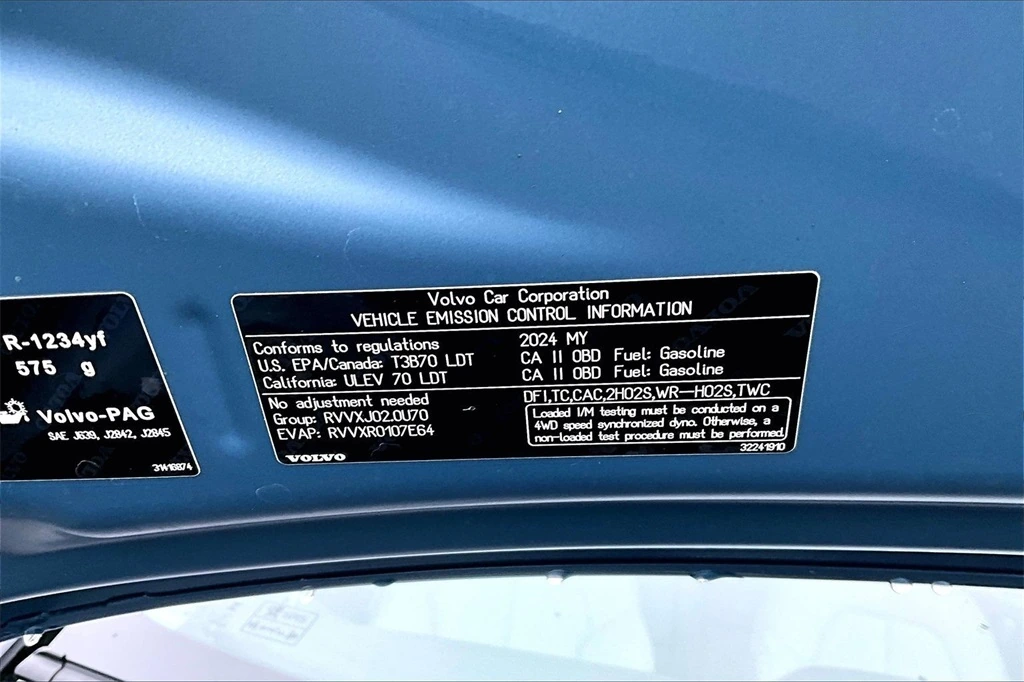 R-1234yf
575 g
Volvo-PAG
SAE J639, J2842, J2845
31416874
Volvo Car Corporation
VEHICLE EMISSION CONTROL INFORMATION
Conforms to regulations 2024 MY
U.S. EPA/Canada: T3B70 LDT CA II OBD Fuel: Gasoline
California: ULEV 70 LDT CA II OBD Fuel: Gasoline
No adjustment needed DFI,TC,CAC,2HO2S,WR-HO2S,TWC
Group: RVVXJ02.0U70
EVAP: RVVXR0107E64
Loaded I/M testing must be conducted on a
4WD speed synchronized dyno. Otherwise, a
non-loaded test procedure must be performed.
VOLVO
32241910